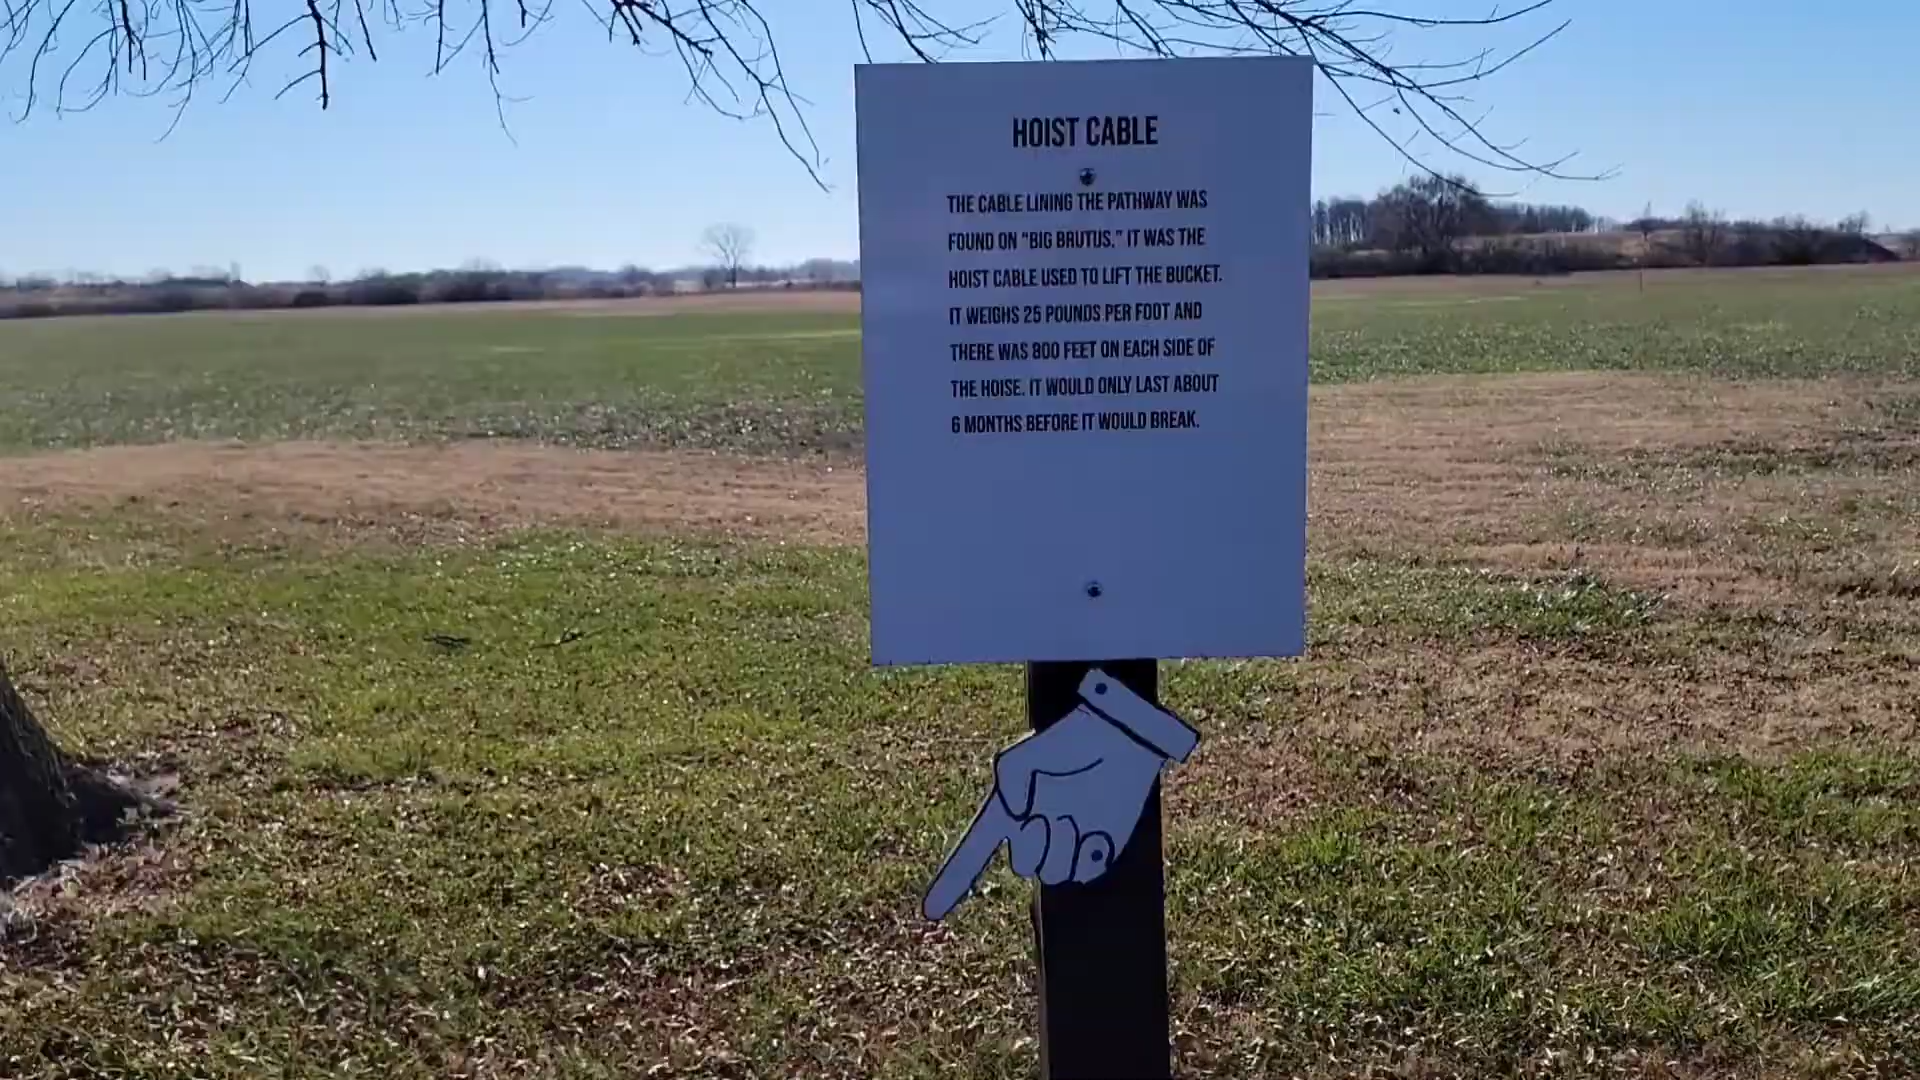 HOIST CABLE
THE CABLE LINING THE PATHWAY WAS
FOUND ON "BIG BRUTUS." IT WAS THE
HOIST CABLE USED TO LIFT THE BUCKET.
IT WEIGHS 25 POUNDS PER FOOT AND
THERE WAS 800 FEET ON EACH SIDE OF
THE HOISE. IT WOULD ONLY LAST ABOUT
6 MONTHS BEFORE IT WOULD BREAK.